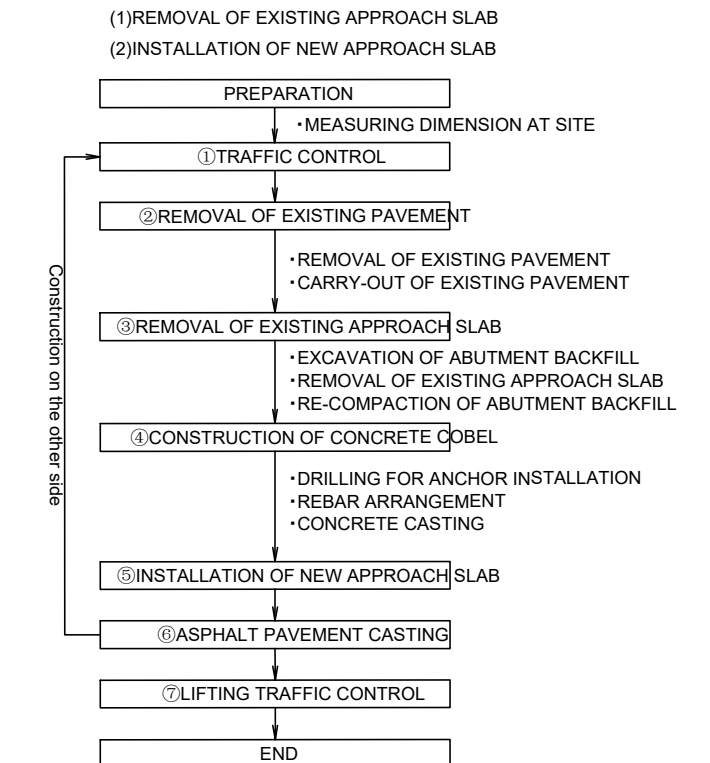 (1)REMOVAL OF EXISTING APPROACH SLAB
(2)INSTALLATION OF NEW APPROACH SLAB
PREPARATION
・MEASURING DIMENSION AT SITE
①TRAFFIC CONTROL
②REMOVAL OF EXISTING PAVEMENT
・REMOVAL OF EXISTING PAVEMENT
・CARRY-OUT OF EXISTING PAVEMENT
③REMOVAL OF EXISTING APPROACH SLAB
・EXCAVATION OF ABUTMENT BACKFILL
・REMOVAL OF EXISTING APPROACH SLAB
・RE-COMPACTION OF ABUTMENT BACKFILL
④CONSTRUCTION OF CONCRETE COBEL
・DRILLING FOR ANCHOR INSTALLATION
・REBAR ARRANGEMENT
・CONCRETE CASTING
⑤INSTALLATION OF NEW APPROACH SLAB
⑥ASPHALT PAVEMENT CASTING
⑦LIFTING TRAFFIC CONTROL
END
Construction on the other side